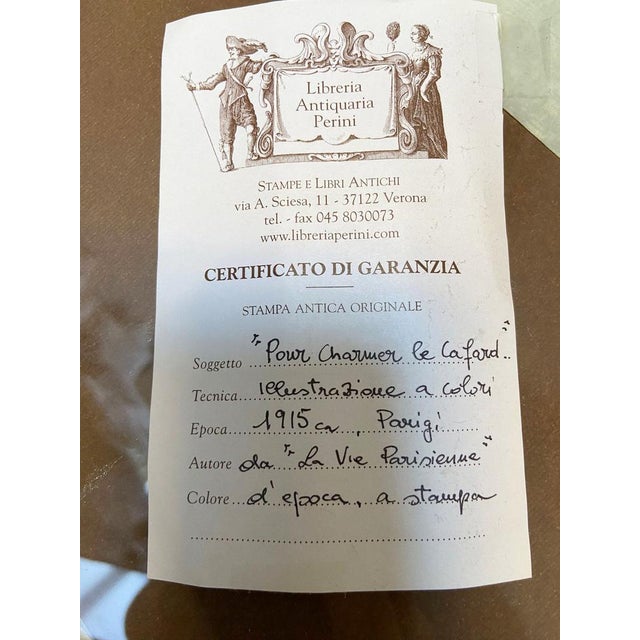 Libreria
Antiquaria
Perini
STAMPE E LIBRI ANTICHI
via A. Sciesa, 11 - 37122 Verona
tel. - fax 045 8030073
www.libreriaperini.com
CERTIFICATO DI GARANZIA
STAMPA ANTICA ORIGINALE
Soggetto "Pour Charmer le Cafard"
Tecnica illustrazione a colori
Epoca 1915 ca, Parigi
Autore da "La Vie Parisienne"
Colore d'epoca, a stampa